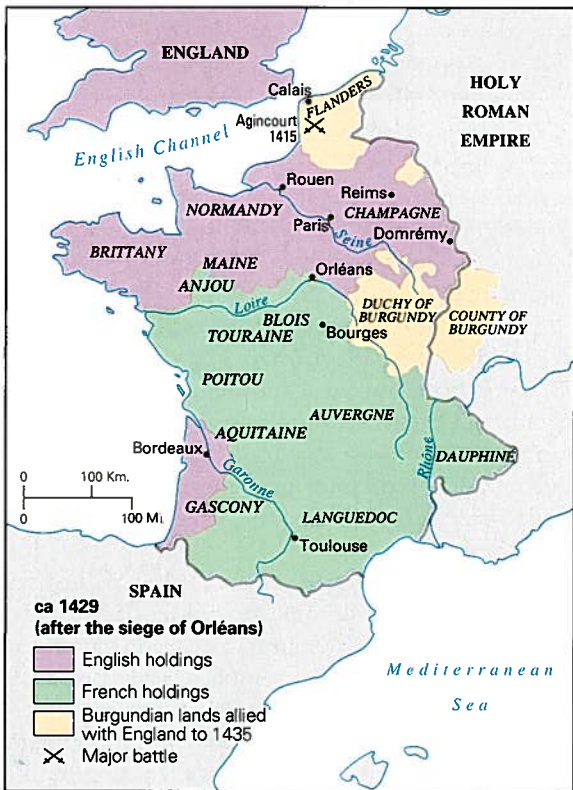 ENGLAND
HOLY
ROMAN
EMPIRE
Calais
FLANDERS
Agincourt
1415
English Channel
Rouen
Reims
NORMANDY
CHAMPAGNE
Paris
Seine
Domrémy
BRITTANY
MAINE
ANJOU
Orléans
Loire
DUCHY OF
BURGUNDY
COUNTY OF
BURGUNDY
BLOIS
TOURAINE
Bourges
POITOU
AUVERGNE
AQUITAINE
Bordeaux
Garonne
Rhône
DAUPHINÉ
0 100 Km.
0 100 Mi.
GASCONY
LANGUEDOC
Toulouse
SPAIN
ca 1429
(after the siege of Orléans)
English holdings
French holdings
Burgundian lands allied
with England to 1435
Major battle
Mediterranean
Sea